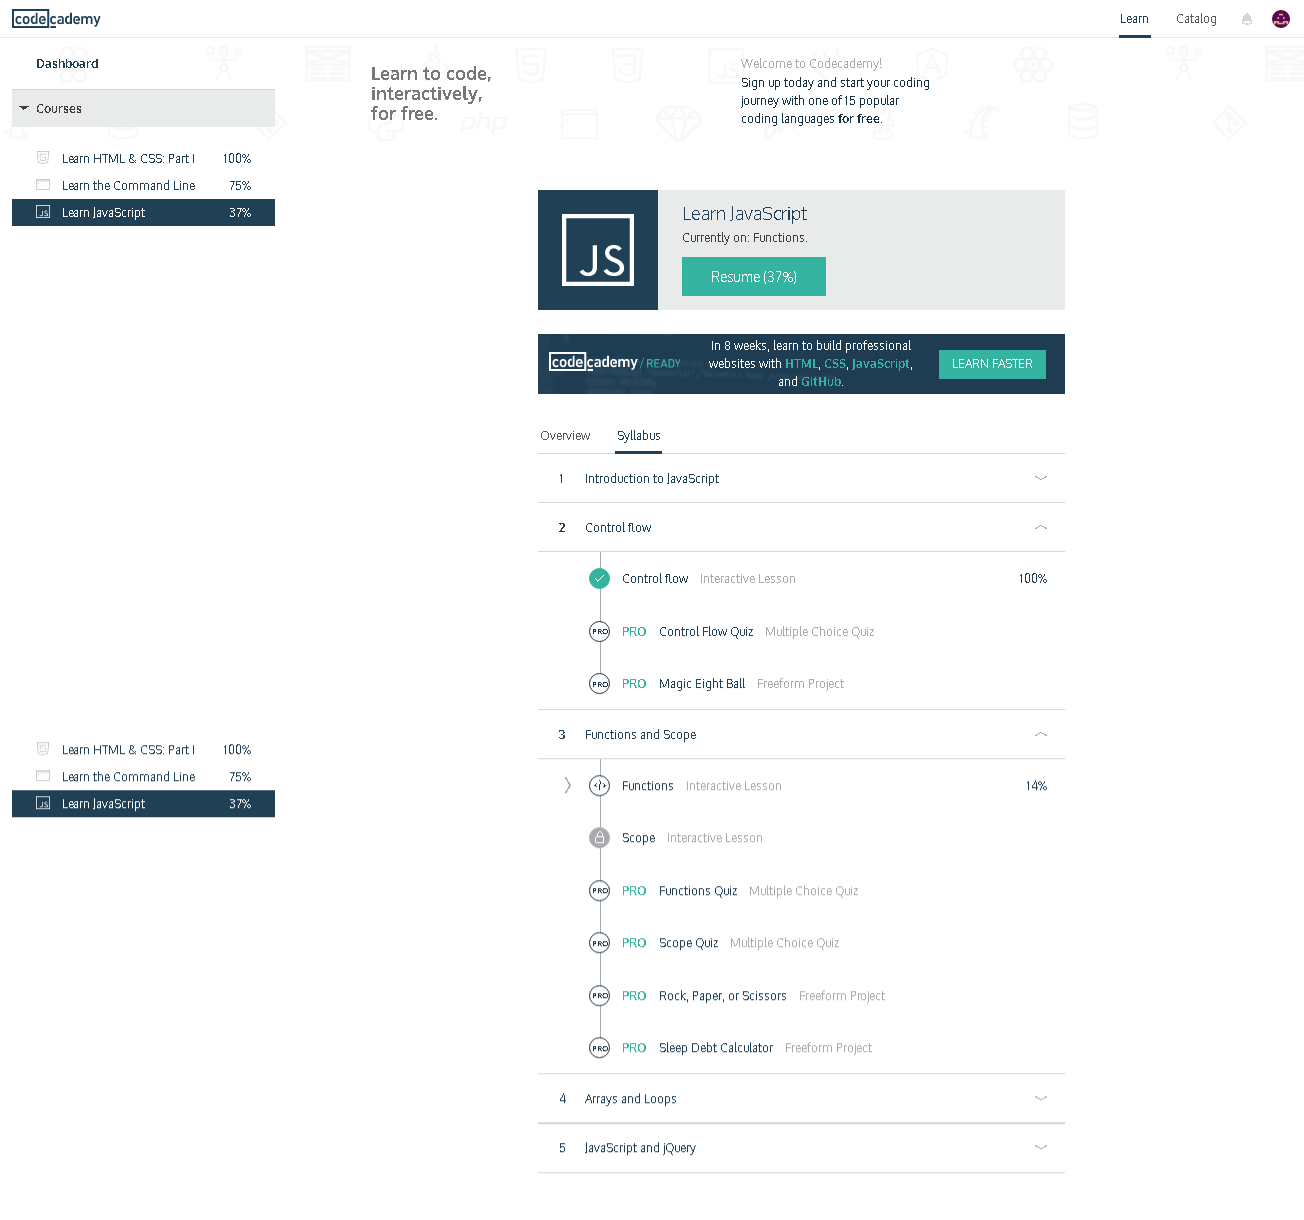 codecademy
Learn
Catalog
Dashboard
Courses
Learn HTML & CSS: Part I 100%
Learn the Command Line 75%
JS Learn JavaScript 37%
Learn to code,
interactively,
for free.
php
JS
Welcome to Codecademy!
Sign up today and start your coding
journey with one of 15 popular
coding languages for free.
JS
Learn JavaScript
Currently on: Functions.
Resume (37%)
codecademy / READY
In 8 weeks, learn to build professional
websites with HTML, CSS, JavaScript,
and GitHub.
LEARN FASTER
Overview Syllabus
1 Introduction to JavaScript
2 Control flow
Control flow Interactive Lesson 100%
PRO PRO Control Flow Quiz Multiple Choice Quiz
PRO PRO Magic Eight Ball Freeform Project
3 Functions and Scope
Functions Interactive Lesson 14%
Scope Interactive Lesson
PRO PRO Functions Quiz Multiple Choice Quiz
PRO PRO Scope Quiz Multiple Choice Quiz
PRO PRO Rock, Paper, or Scissors Freeform Project
PRO PRO Sleep Debt Calculator Freeform Project
4 Arrays and Loops
5 JavaScript and jQuery
Learn HTML & CSS: Part I 100%
Learn the Command Line 75%
JS Learn JavaScript 37%